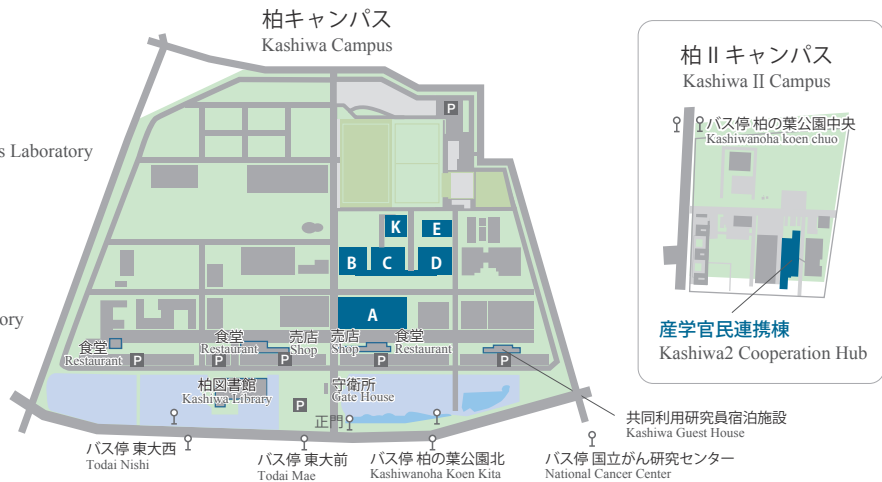 柏キャンパス
Kashiwa Campus
P
s Laboratory
K
E
B
C
D
A
ory
食堂
Restaurant
食堂
Restaurant
売店
Shop
売店
Shop
食堂
Restaurant
P
P
P
P
P
柏図書館
Kashiwa Library
守衛所
Gate House
正門
バス停 東大西
Todai Nishi
バス停 東大前
Todai Mae
バス停 柏の葉公園北
Kashiwanoha Koen Kita
バス停 国立がん研究センター
National Cancer Center
共同利用研究員宿泊施設
Kashiwa Guest House
柏 II キャンパス
Kashiwa II Campus
バス停 柏の葉公園中央
Kashiwanoha koen chuo
産学官民連携棟
Kashiwa2 Cooperation Hub